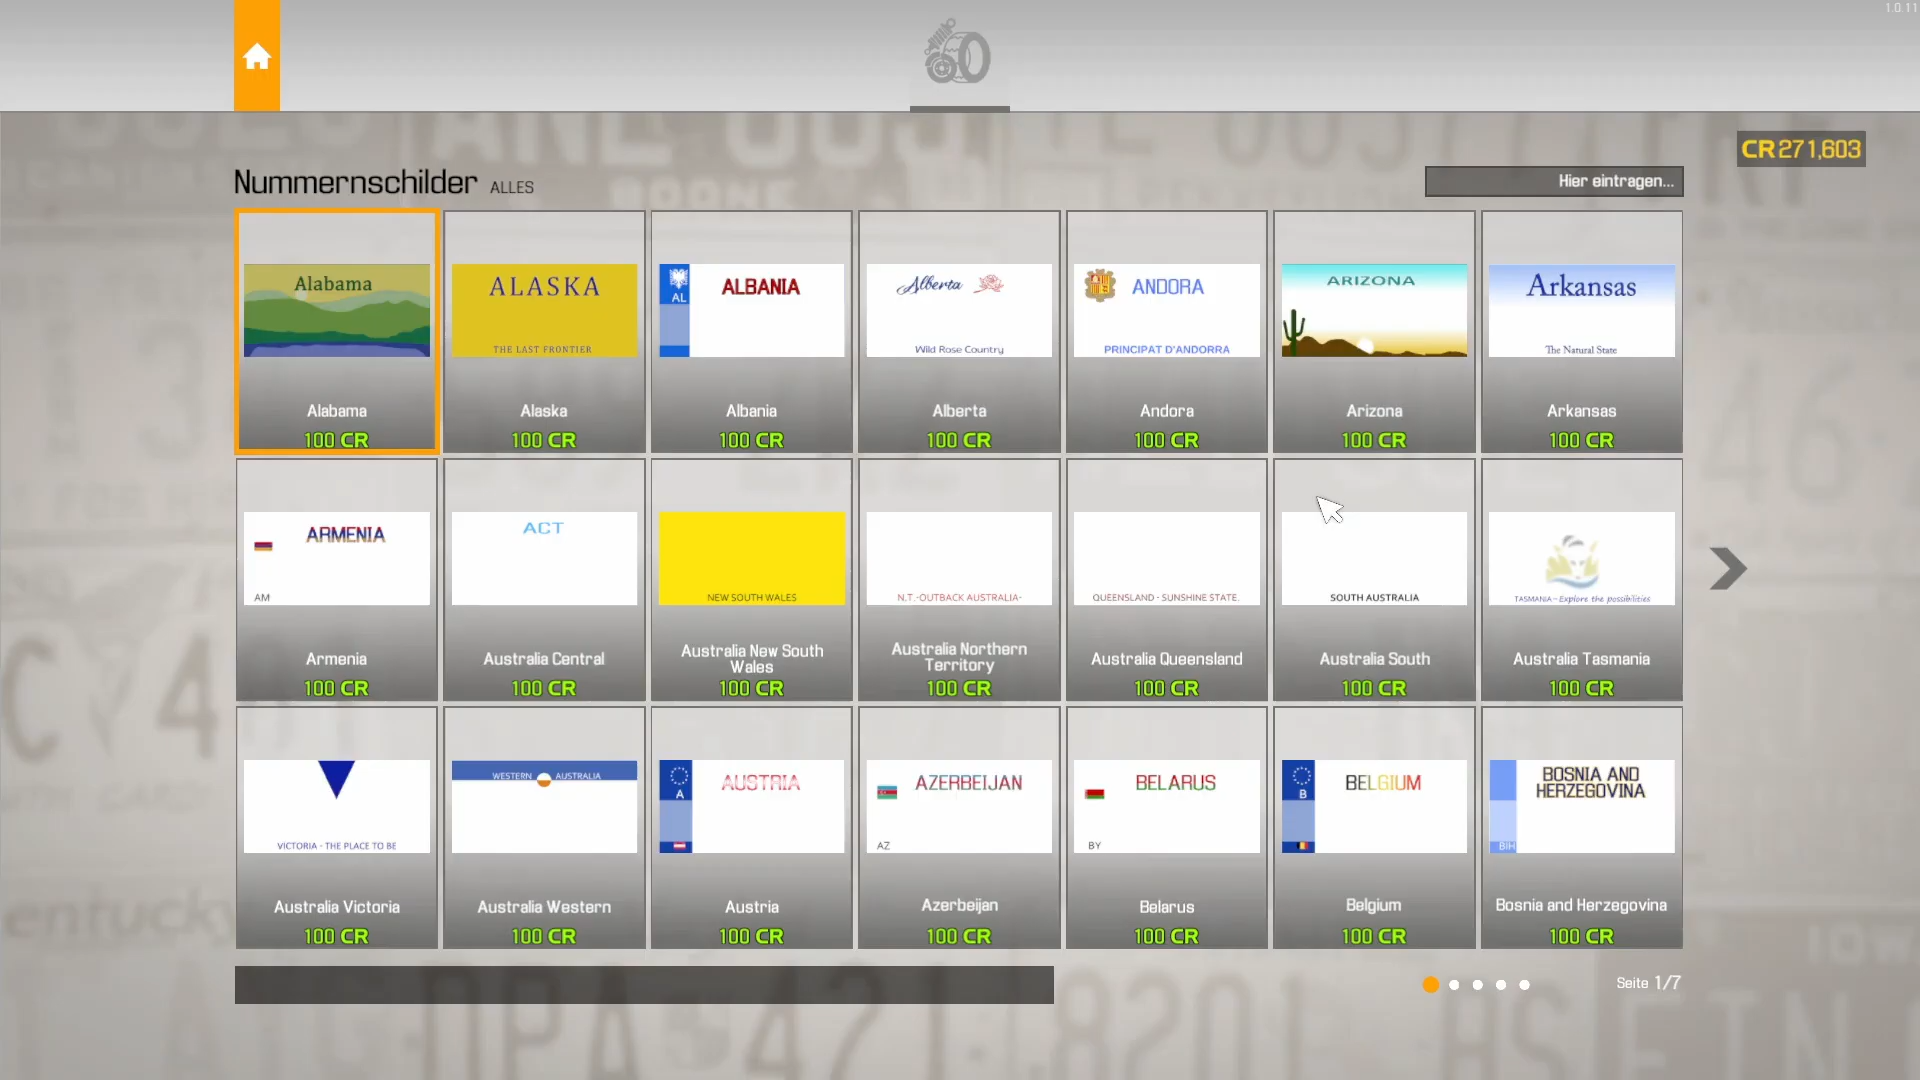 1.0.11
CR 271,603
Nummernschilder ALLES
Hier eintragen...
Alabama
ALASKA
THE LAST FRONTIER
AL
ALBANIA
Alberta
Wild Rose Country
ANDORRA
PRINCIPAT D'ANDORRA
ARIZONA
Arkansas
The Natural State
Alabama
Alaska
Albania
Alberta
Andora
Arizona
Arkansas
100 CR
100 CR
100 CR
100 CR
100 CR
100 CR
100 CR
ARMENIA
AM
ACT
NEW SOUTH WALES
N.T.-OUTBACK AUSTRALIA-
QUEENSLAND - SUNSHINE STATE.
SOUTH AUSTRALIA
TASMANIA - Explore the possibilities
Armenia
Australia Central
Australia New South
Wales
Australia Northern
Territory
Australia Queensland
Australia South
Australia Tasmania
100 CR
100 CR
100 CR
100 CR
100 CR
100 CR
100 CR
VICTORIA - THE PLACE TO BE
WESTERN AUSTRALIA
A
AUSTRIA
AZERBEIJAN
AZ
BELARUS
BY
B
BELGIUM
BOSNIA AND
HERZEGOVINA
BIH
Australia Victoria
Australia Western
Austria
Azerbeijan
Belarus
Belgium
Bosnia and Herzegovina
100 CR
100 CR
100 CR
100 CR
100 CR
100 CR
100 CR
Seite 1/7